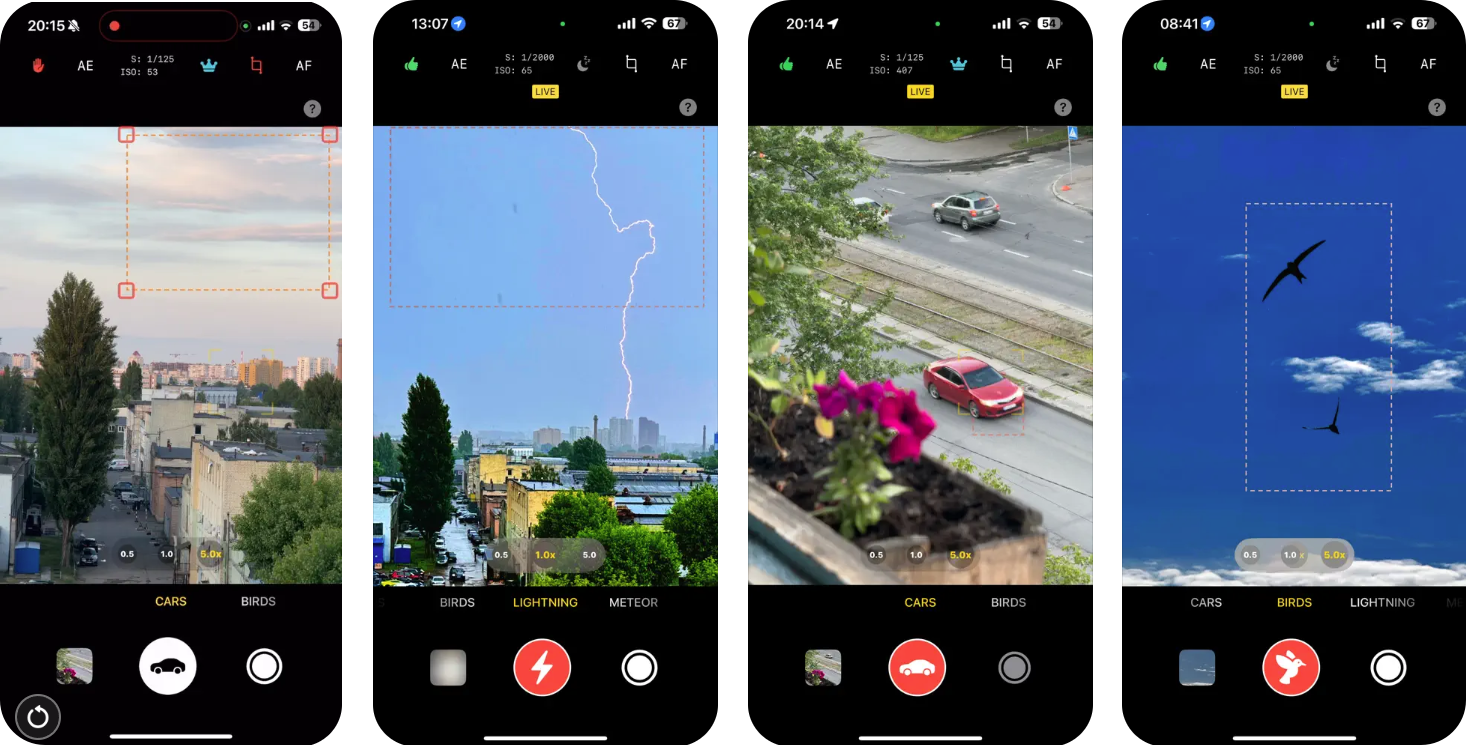 20:15
54
AE
S: 1/125
ISO: 53
AF
?
0.5
1.0
5.0x
CARS
BIRDS
13:07
67
AE
S: 1/2000
ISO: 65
AF
LIVE
?
0.5
1.0x
5.0
BIRDS
LIGHTNING
METEOR
20:14
54
AE
S: 1/125
ISO: 407
AF
LIVE
?
0.5
1.0
5.0x
CARS
BIRDS
08:41
67
AE
S: 1/2000
ISO: 65
AF
LIVE
?
0.5
1.0 x
5.0x
CARS
BIRDS
LIGHTNING